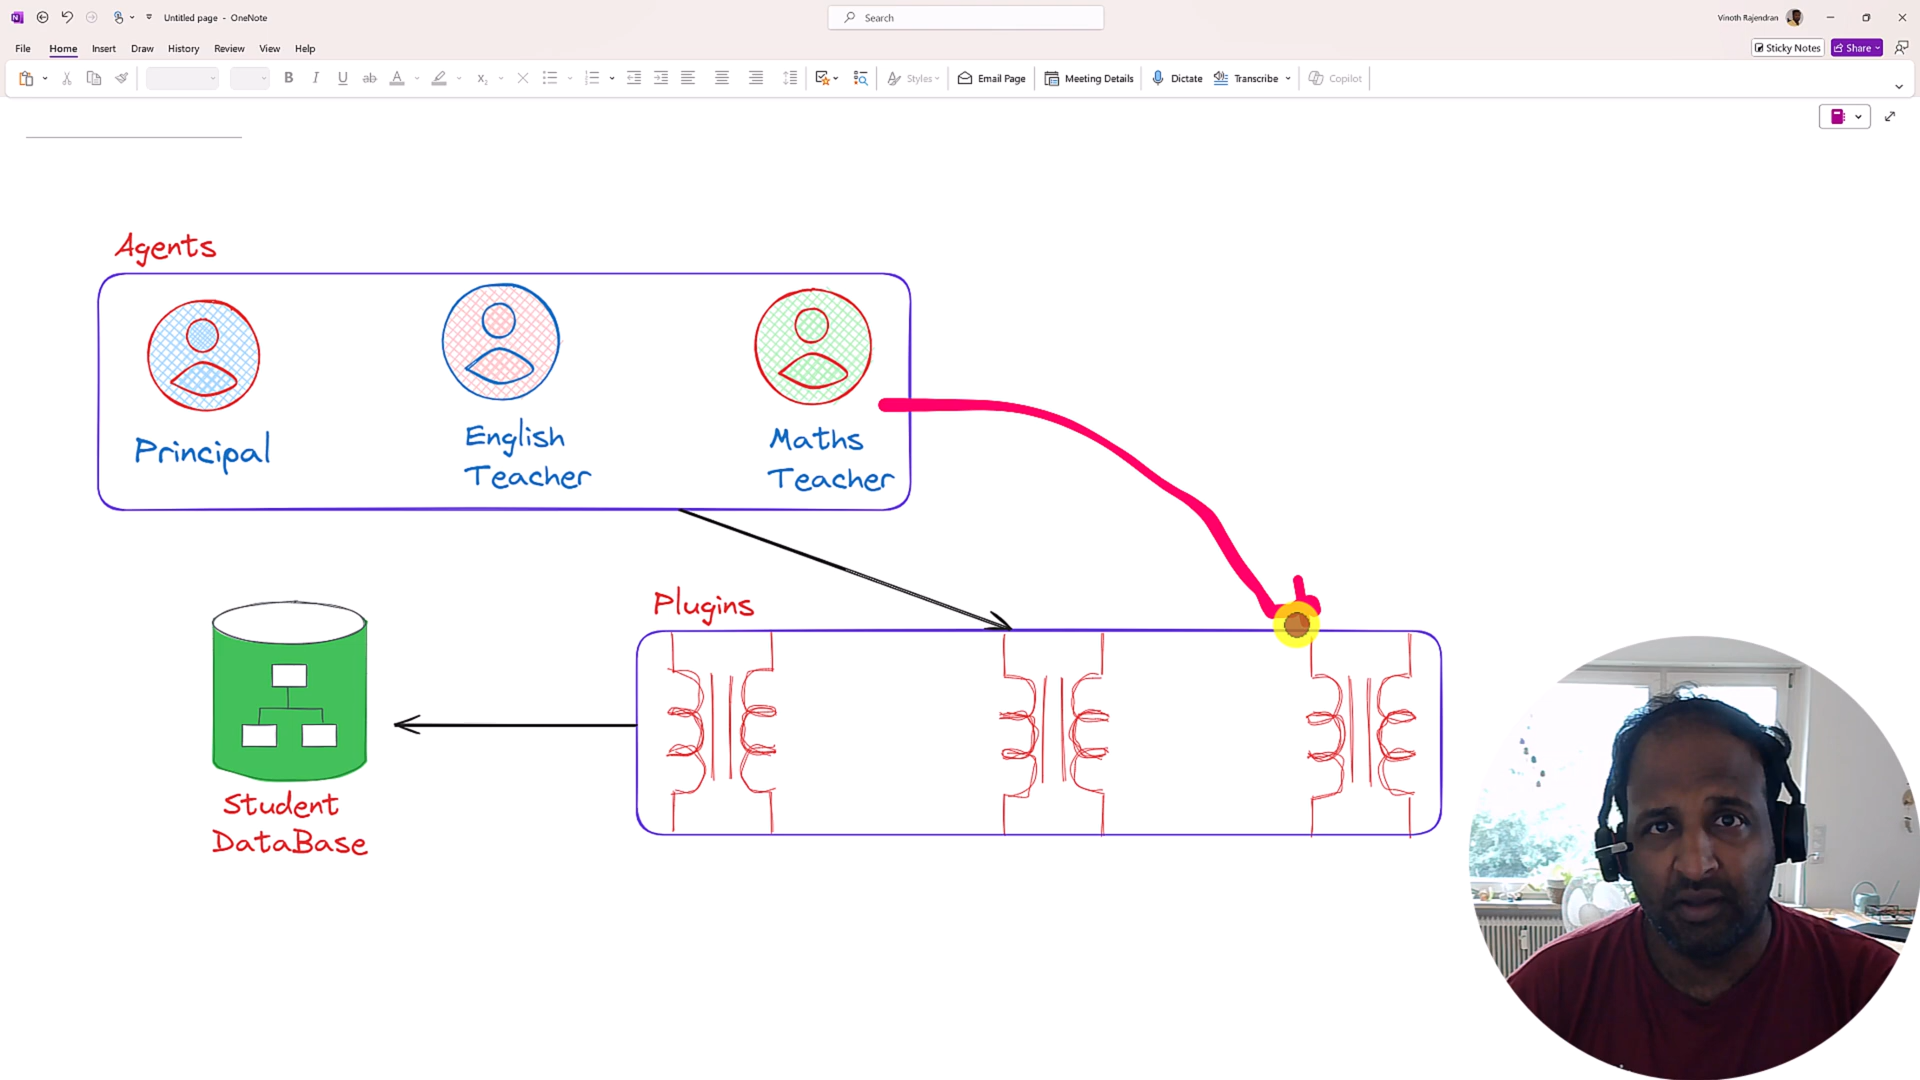 Untitled page - OneNote
Search
Vinoth Rajendran
File Home Insert Draw History Review View Help
Sticky Notes Share
B I U ab A x Styles Email Page Meeting Details Dictate Transcribe Copilot
Agents
Principal
English
Teacher
Maths
Teacher
Plugins
Student
DataBase